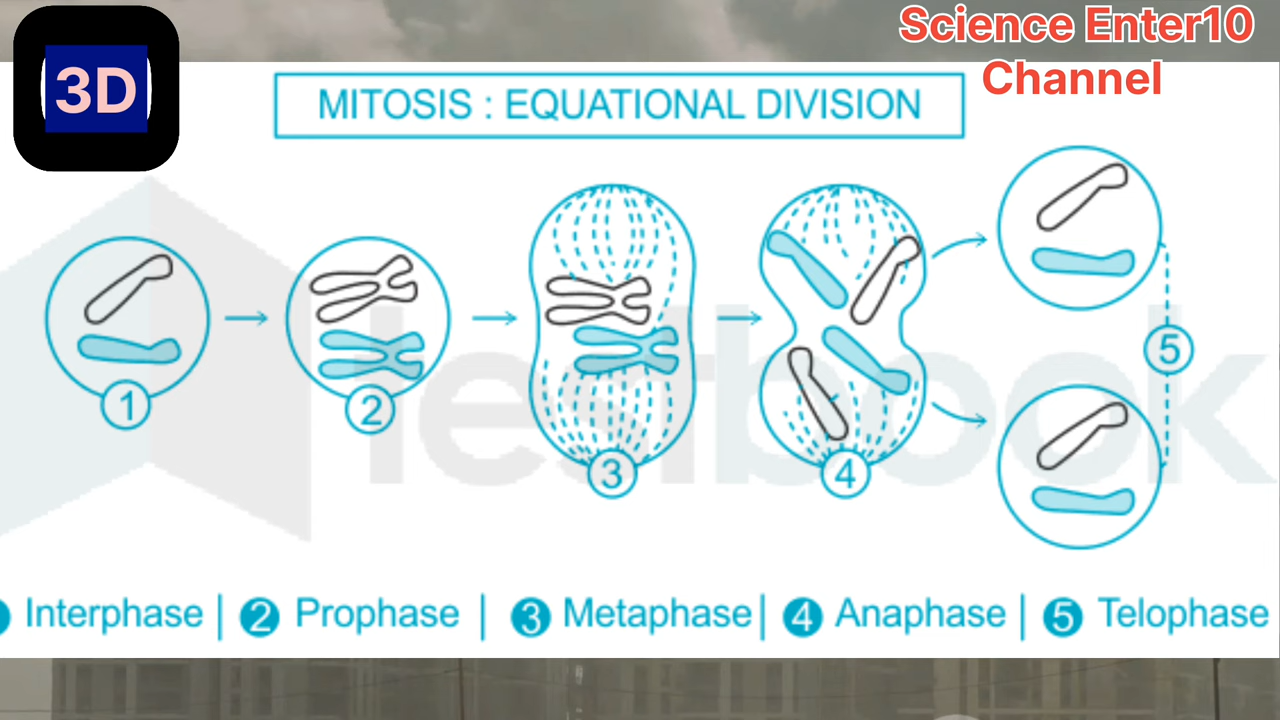 Science Enter10
Channel
3D
MITOSIS : EQUATIONAL DIVISION
1
2
3
4
5
testbook
Interphase | 2 Prophase | 3 Metaphase | 4 Anaphase | 5 Telophase